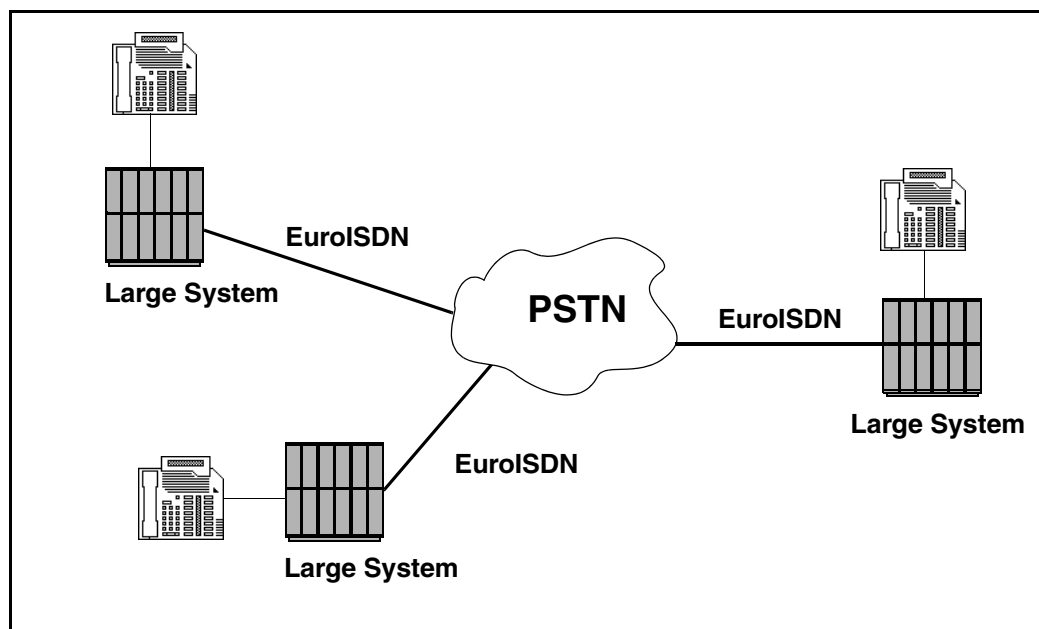 EuroISDN
Large System
PSTN
EuroISDN
Large System
EuroISDN
Large System